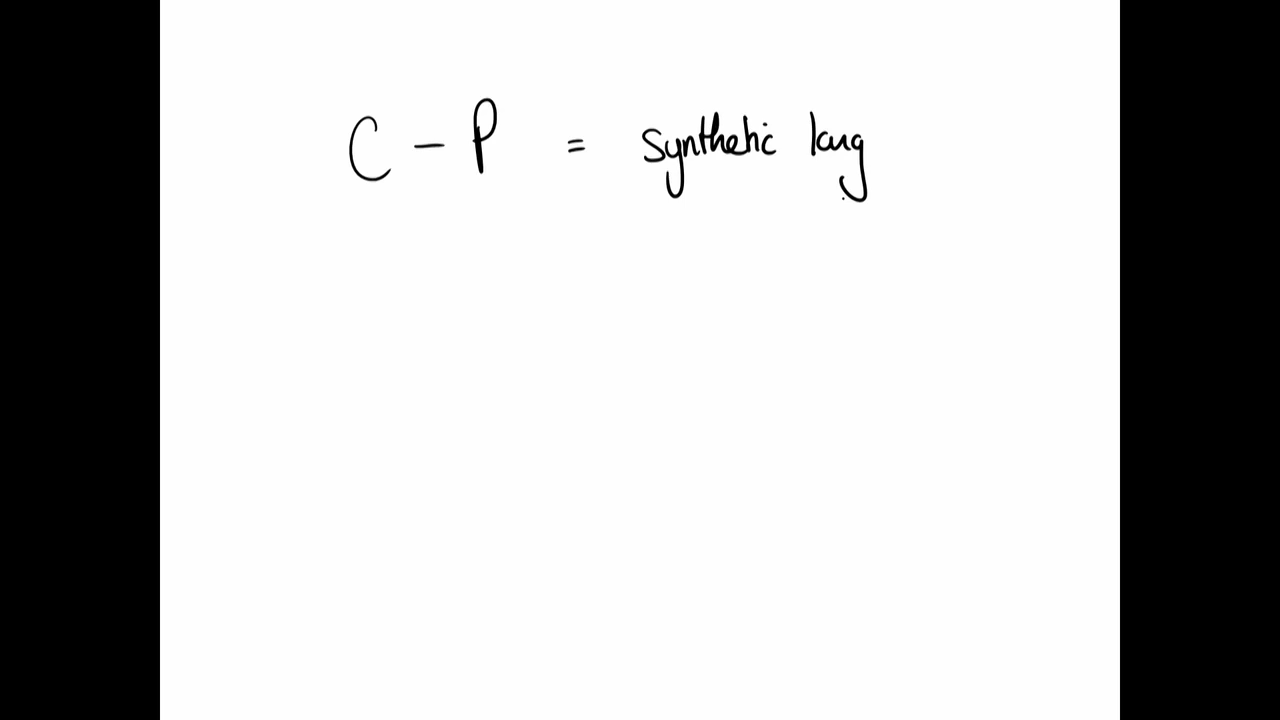 C - P = synthetic lang